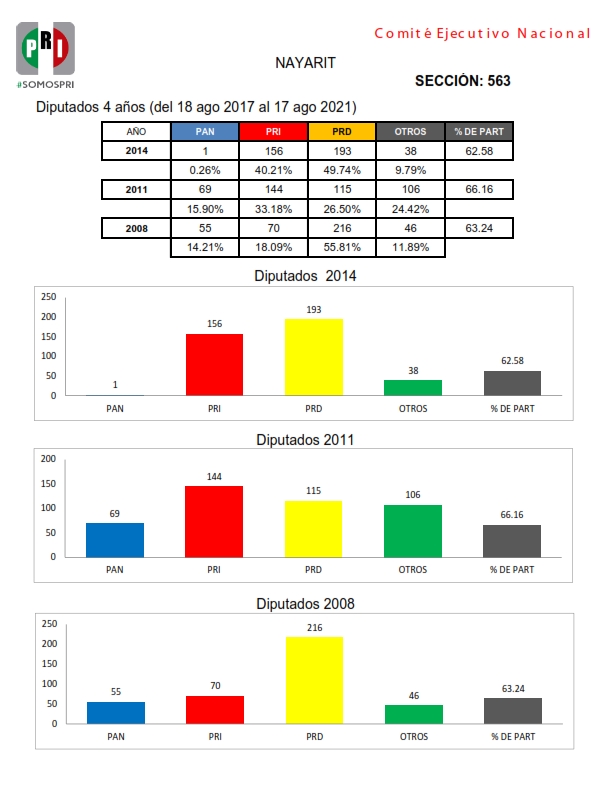 PRI
#SOMOSPRI
Comité Ejecutivo Nacional
NAYARIT
SECCIÓN: 563
Diputados 4 años (del 18 ago 2017 al 17 ago 2021)
AÑO PAN PRI PRD OTROS % DE PART
2014 1 156 193 38 62.58
0.26% 40.21% 49.74% 9.79%
2011 69 144 115 106 66.16
15.90% 33.18% 26.50% 24.42%
2008 55 70 216 46 63.24
14.21% 18.09% 55.81% 11.89%
Diputados 2014
250
200
150
100
50
0
1 156 193 38 62.58
PAN PRI PRD OTROS % DE PART
Diputados 2011
200
150
100
50
0
69 144 115 106 66.16
PAN PRI PRD OTROS % DE PART
Diputados 2008
250
200
150
100
50
0
55 70 216 46 63.24
PAN PRI PRD OTROS % DE PART